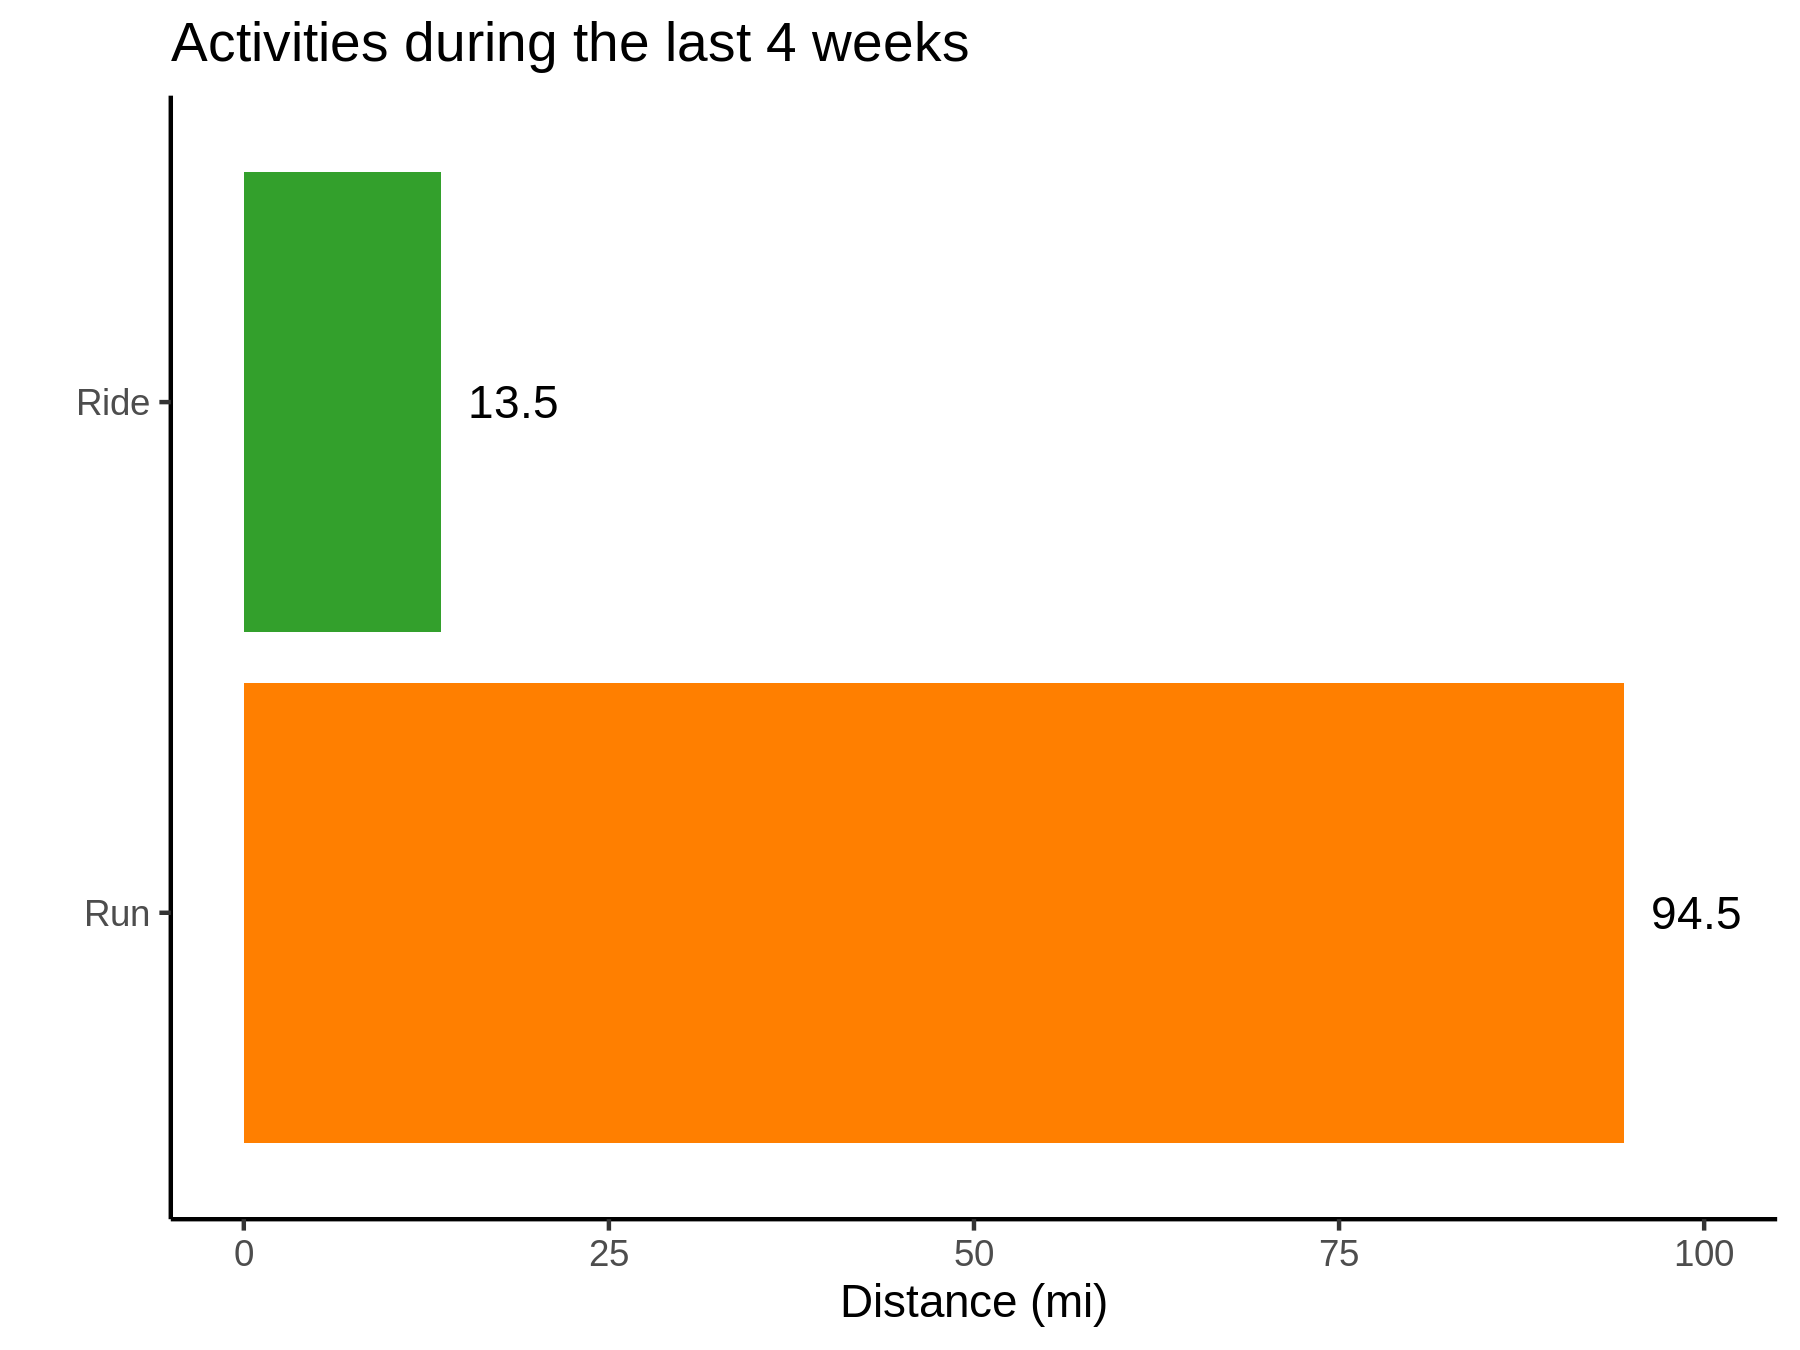 Activities during the last 4 weeks
Ride
13.5
Run
94.5
0 25 50 75 100
Distance (mi)